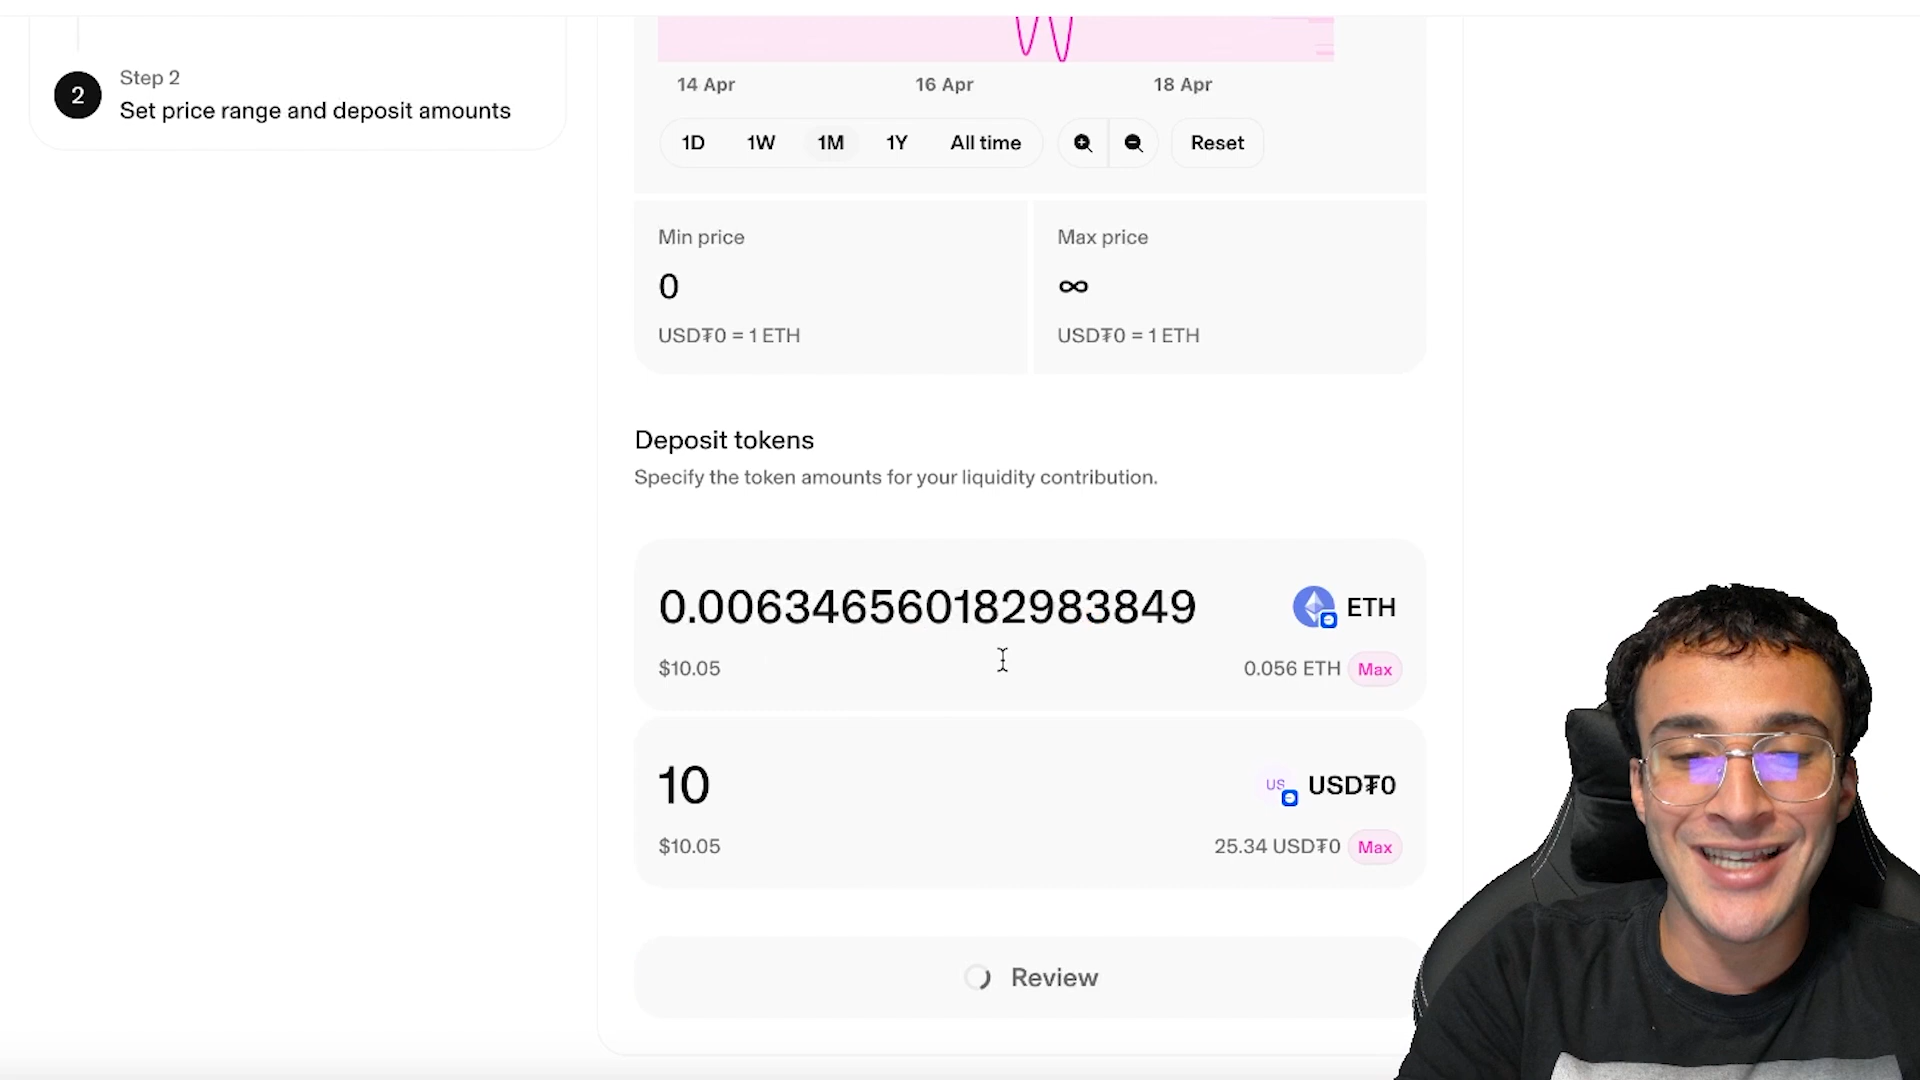 14 Apr
16 Apr
18 Apr
2
Step 2
Set price range and deposit amounts
1D
1W
1M
1Y
All time
Reset
Min price
0
USD₮0 = 1 ETH
Max price
∞
USD₮0 = 1 ETH
Deposit tokens
Specify the token amounts for your liquidity contribution.
0.006346560182983849
ETH
$10.05
0.056 ETH
Max
10
US
USD₮0
$10.05
25.34 USD₮0
Max
Review